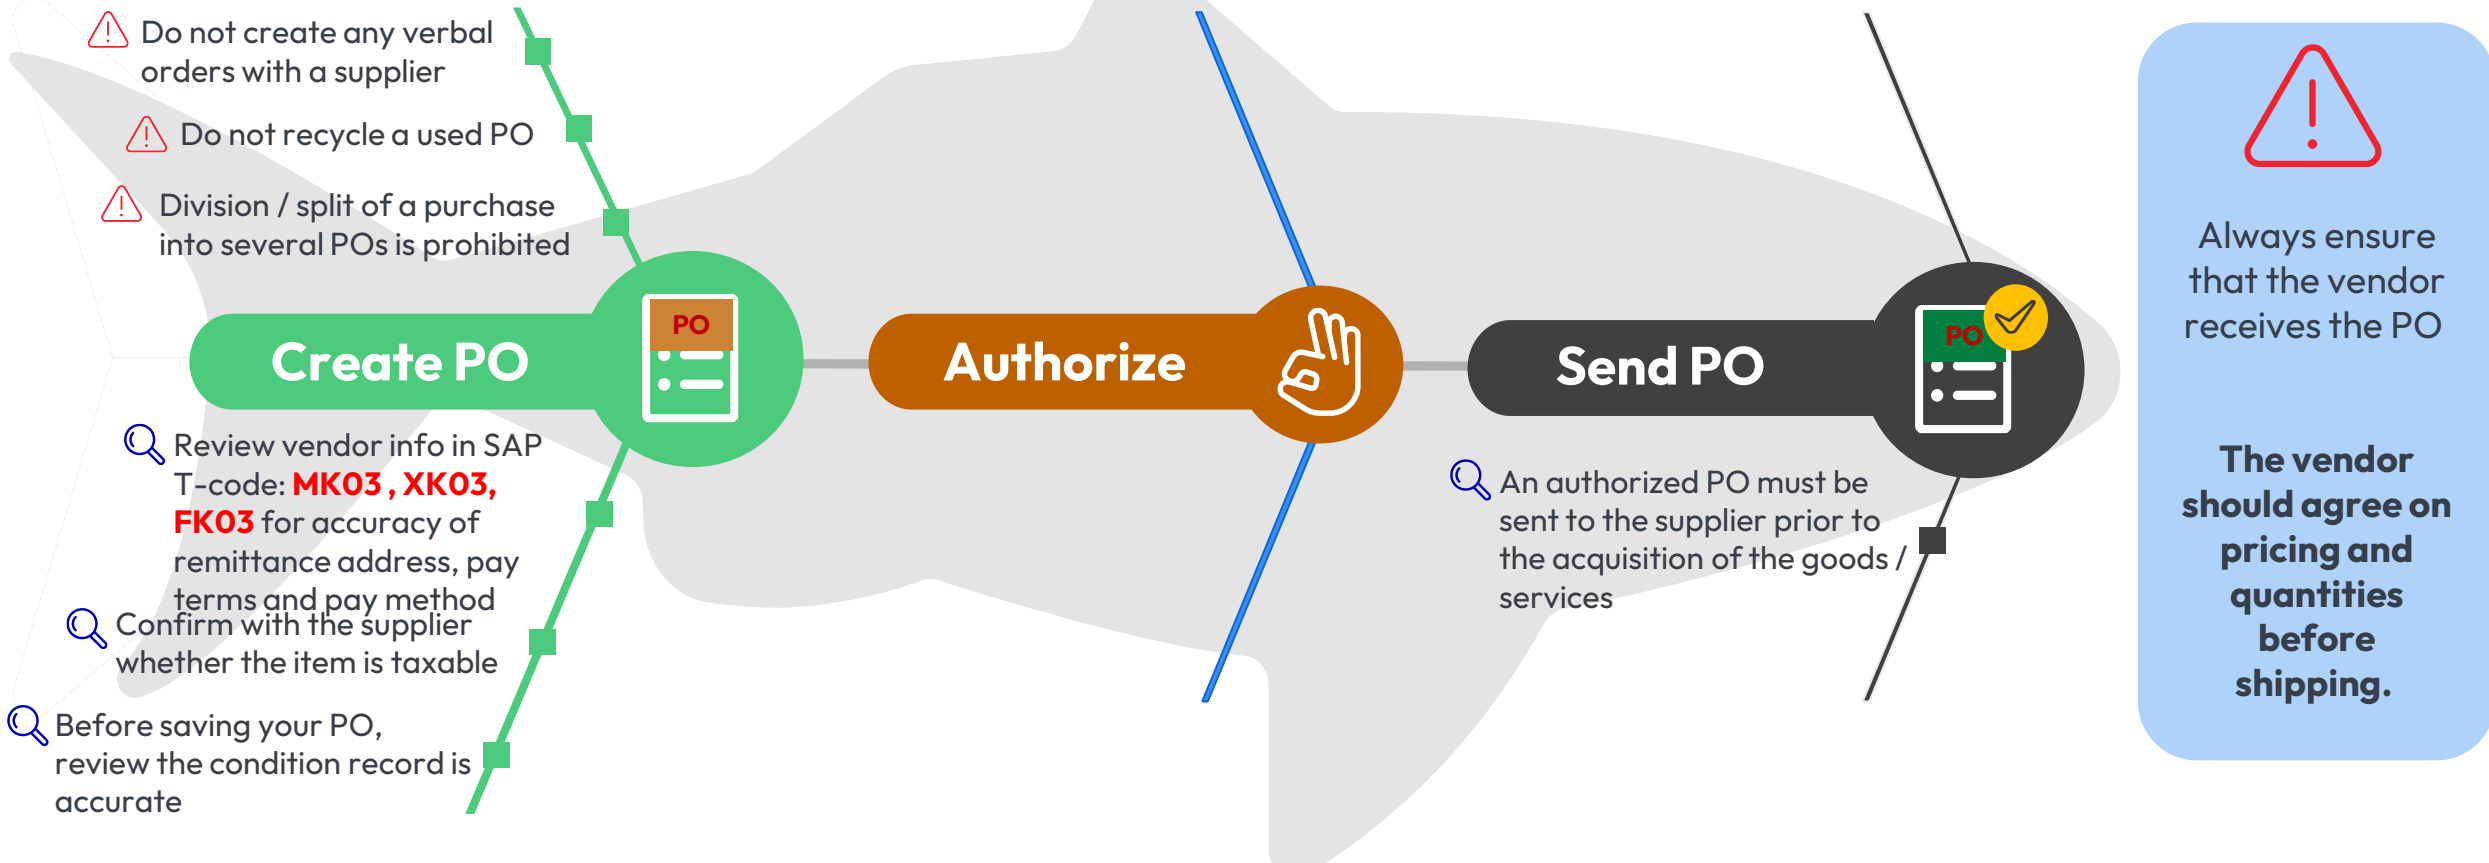 Do not create any verbal
orders with a supplier
Do not recycle a used PO
Division / split of a purchase
into several POs is prohibited
Create PO
PO
Review vendor info in SAP
T-code: MK03 , XK03,
FK03 for accuracy of
remittance address, pay
terms and pay method
Confirm with the supplier
whether the item is taxable
Before saving your PO,
review the condition record is
accurate
Authorize
Send PO
PO
An authorized PO must be
sent to the supplier prior to
the acquisition of the goods /
services
Always ensure
that the vendor
receives the PO
The vendor
should agree on
pricing and
quantities
before
shipping.